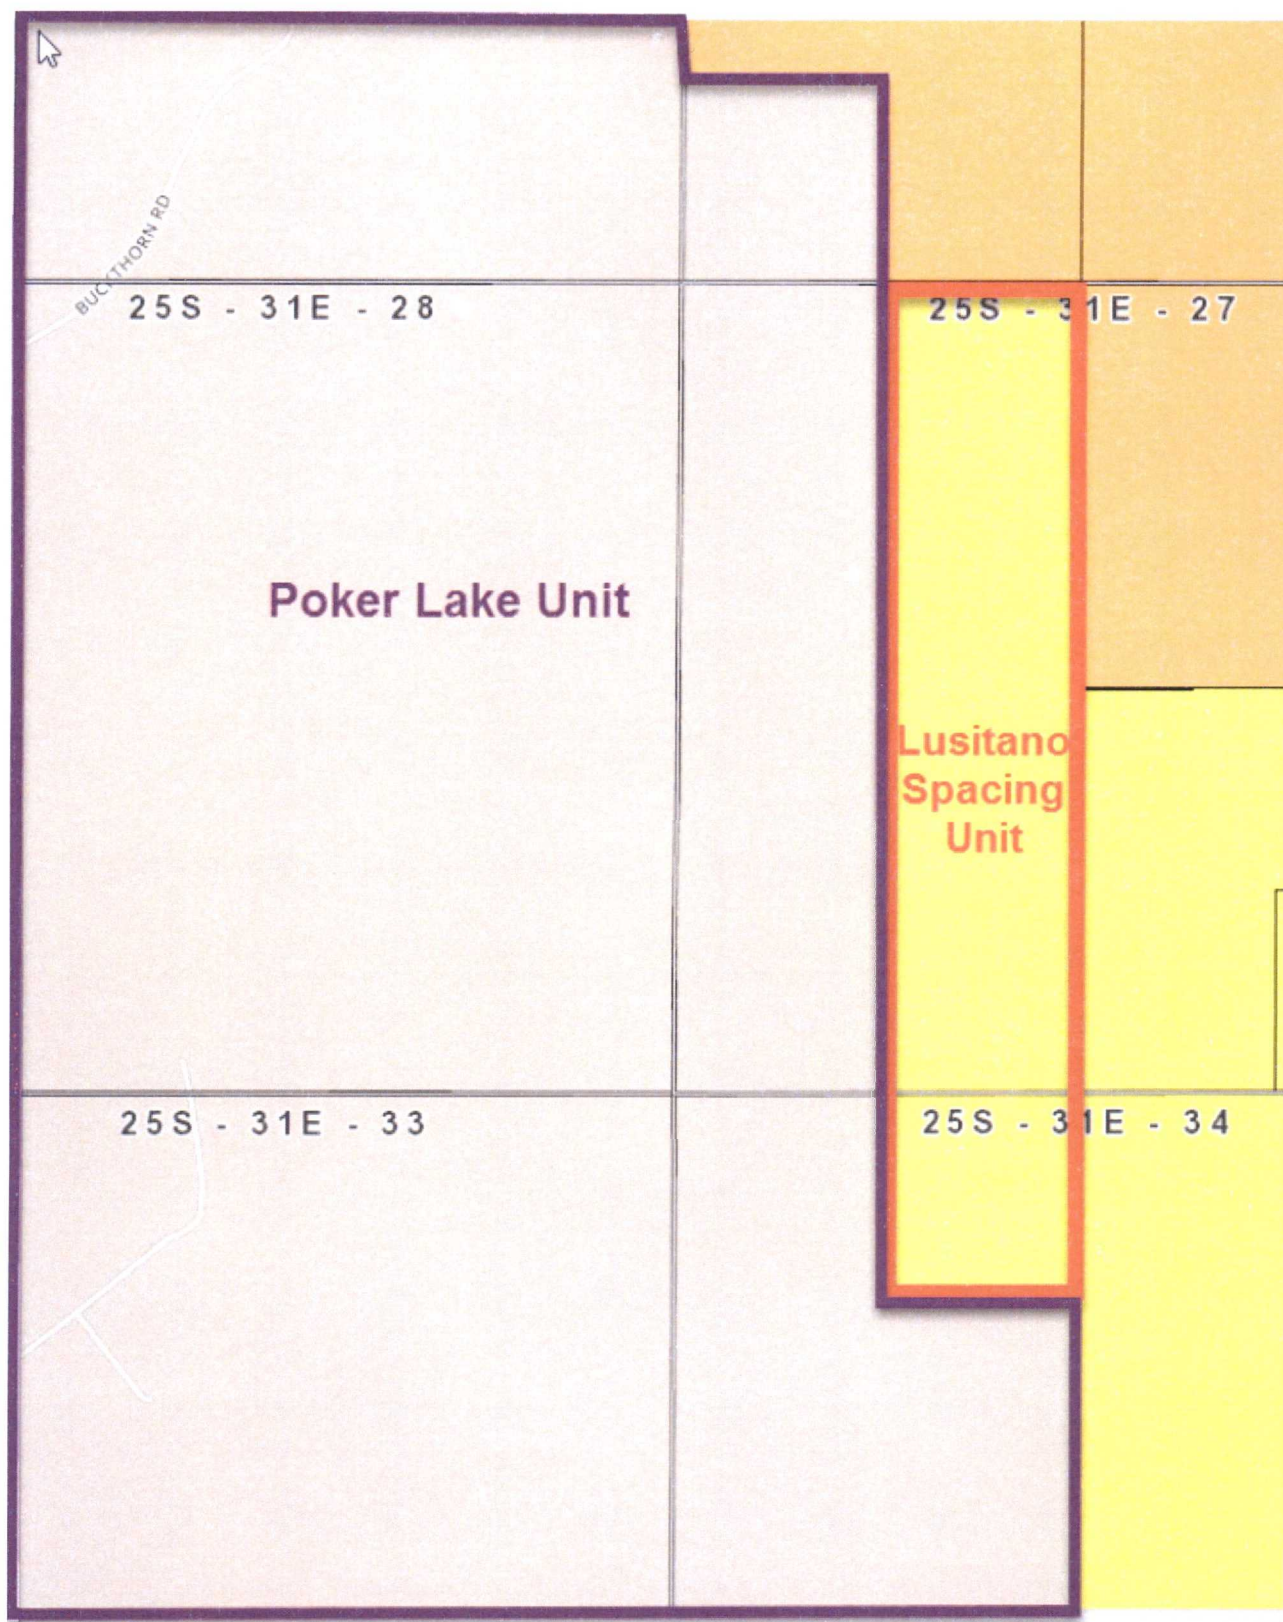 BUCKTHORN RD
25S - 31E - 28
25S - 31E - 27
Poker Lake Unit
Lusitano
Spacing
Unit
25S - 31E - 33
25S - 31E - 34